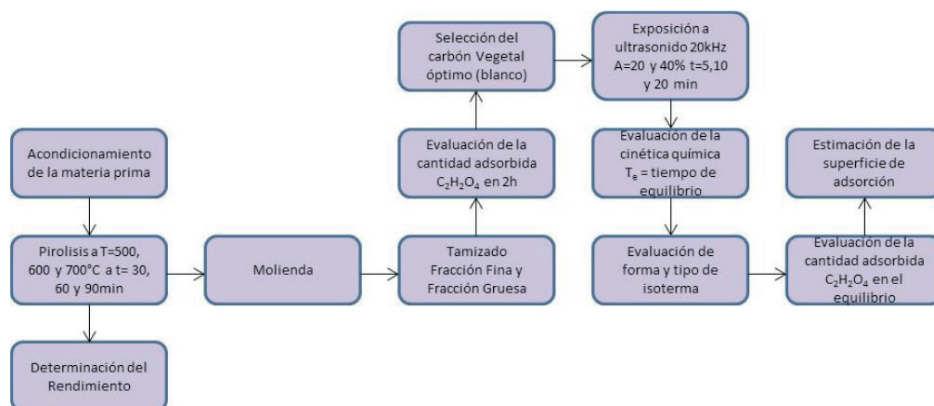 Acondicionamiento
de la materia prima
Pirolisis a T=500,
600 y 700°C a t= 30,
60 y 90min
Determinación del
Rendimiento
Molienda
Tamizado
Fracción Fina y
Fracción Gruesa
Evaluación de la
cantidad adsorbida
C₂H₂O₄ en 2h
Selección del
carbón Vegetal
óptimo (blanco)
Exposición a
ultrasonido 20kHz
A=20 y 40% t=5,10
y 20 min
Evaluación de la
cinética química
Tₑ = tiempo de
equilibrio
Evaluación de
forma y tipo de
isoterma
Evaluación de la
cantidad adsorbida
C₂H₂O₄ en el
equilibrio
Estimación de la
superficie de
adsorción